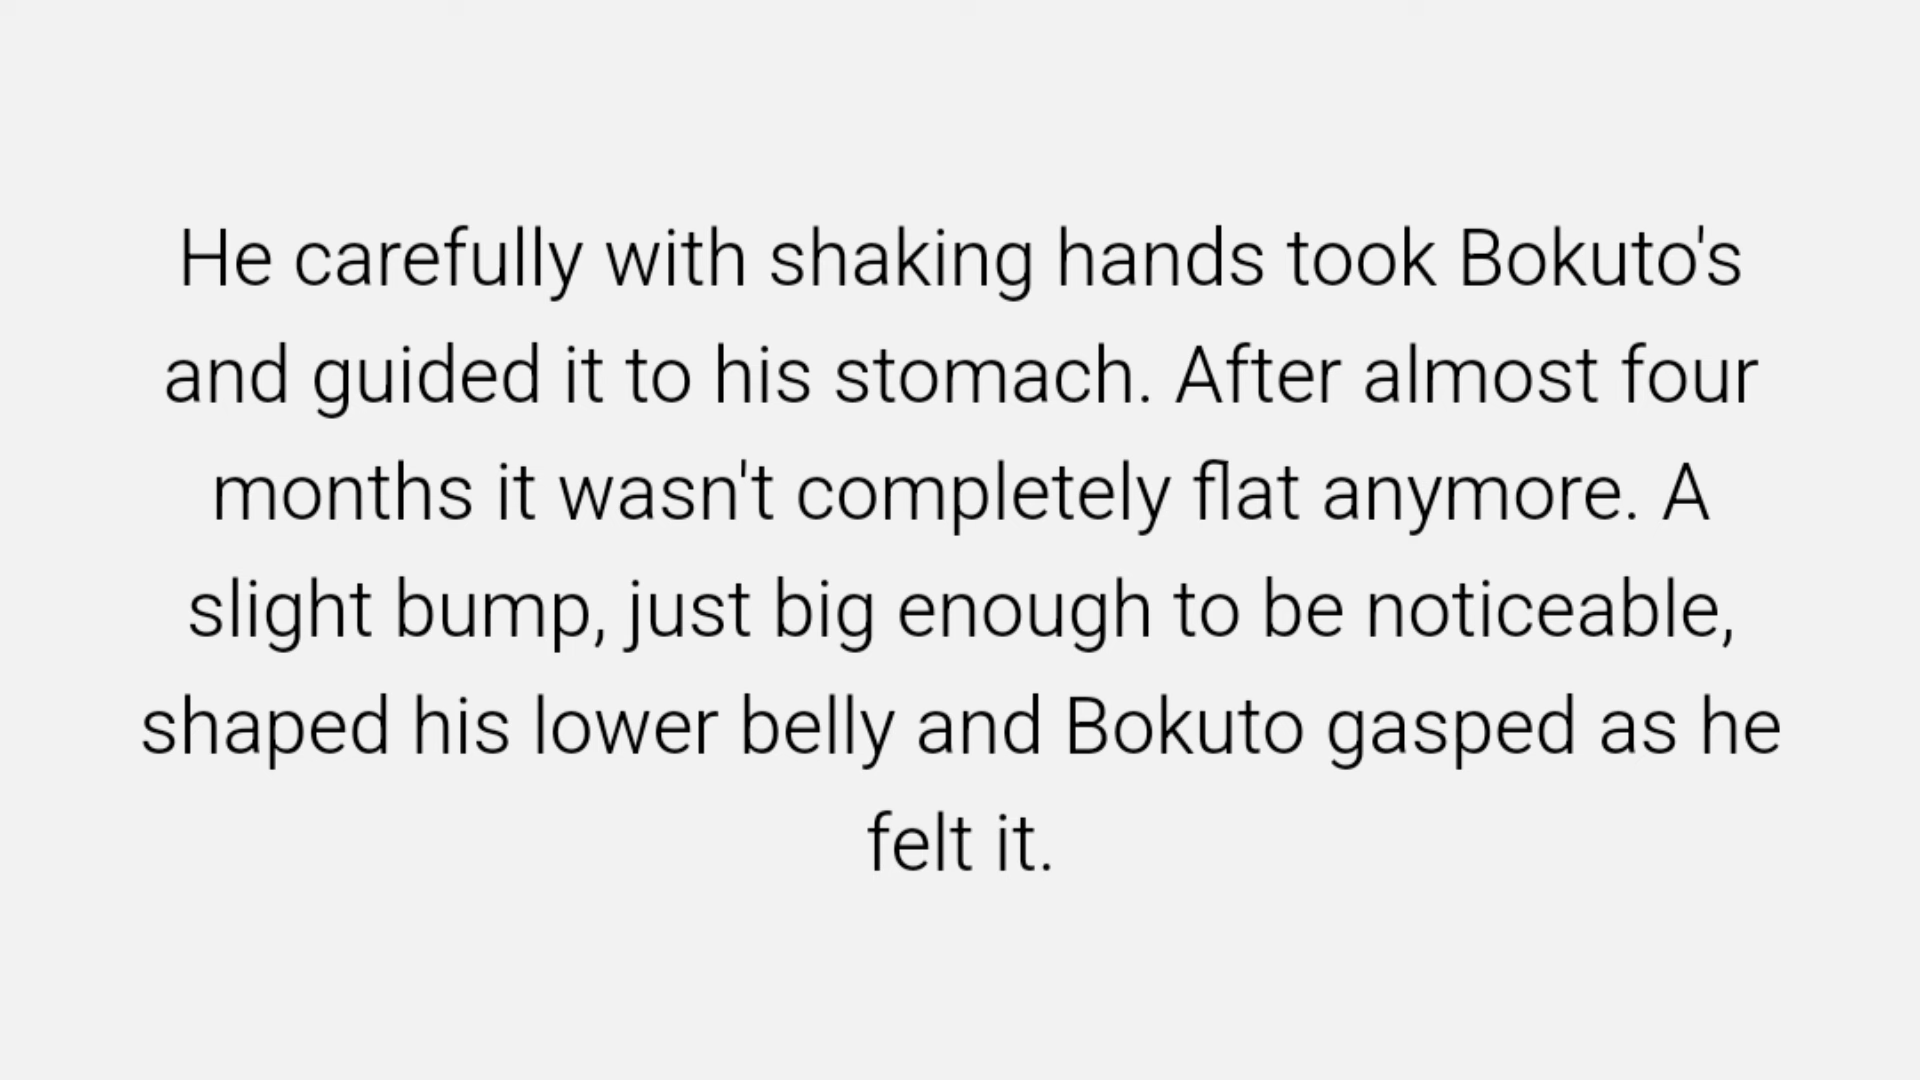 He carefully with shaking hands took Bokuto's
and guided it to his stomach. After almost four
months it wasn't completely flat anymore. A
slight bump, just big enough to be noticeable,
shaped his lower belly and Bokuto gasped as he
felt it.